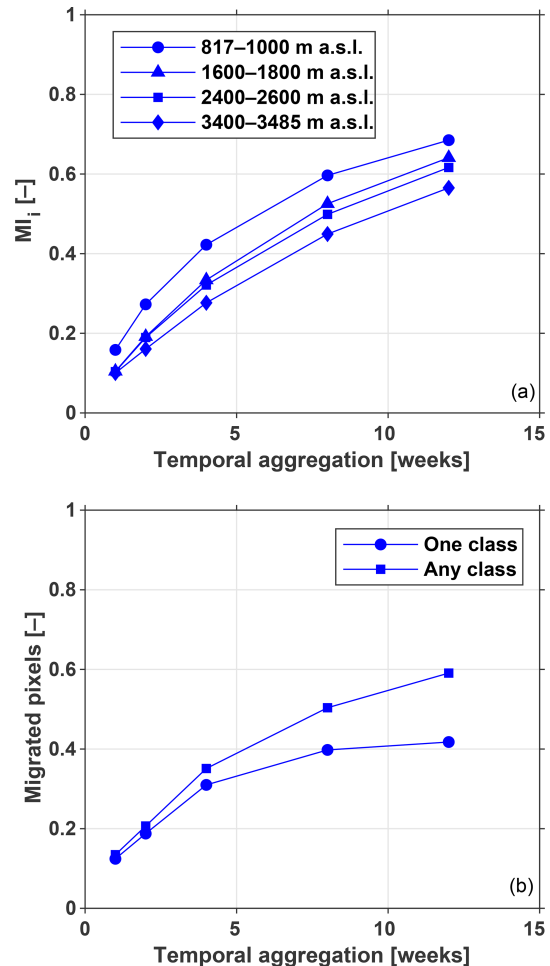 1
0.8
0.6
0.4
0.2
0
MIi [–]
817–1000 m a.s.l.
1600–1800 m a.s.l.
2400–2600 m a.s.l.
3400–3485 m a.s.l.
(a)
0 5 10 15
Temporal aggregation [weeks]
1
0.8
0.6
0.4
0.2
0
Migrated pixels [–]
One class
Any class
(b)
0 5 10 15
Temporal aggregation [weeks]